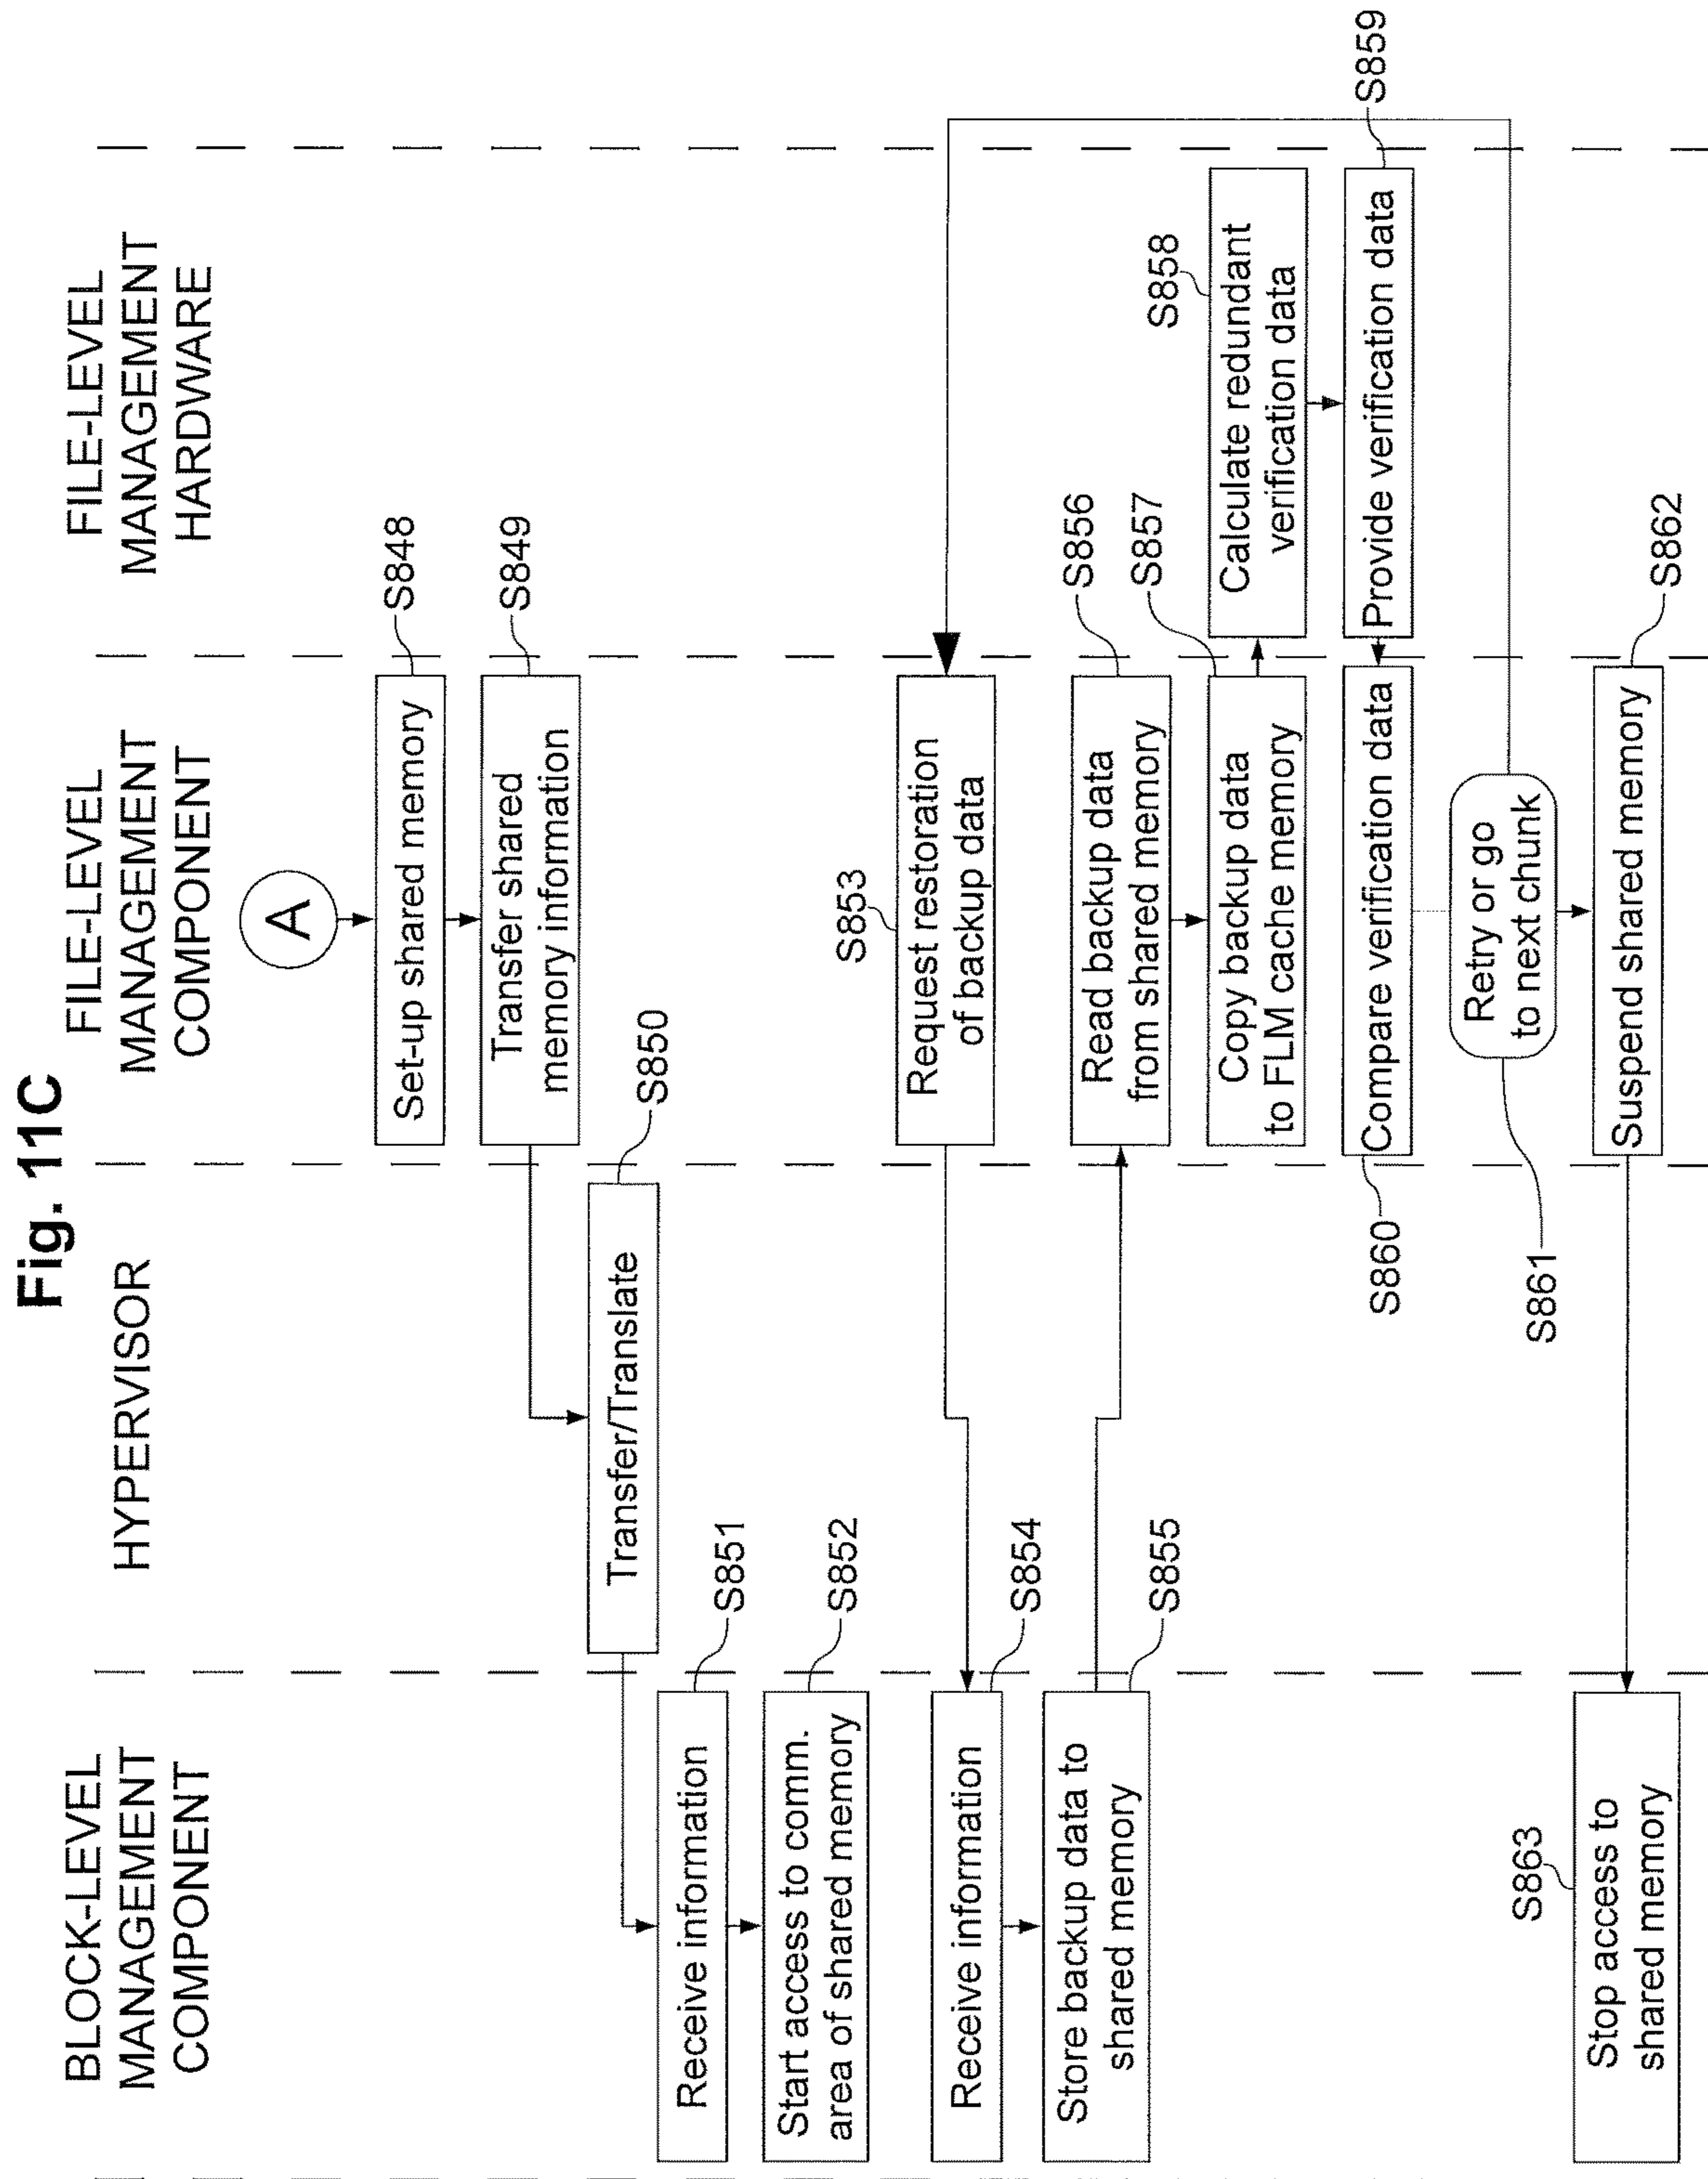 Fig. 11C
BLOCK-LEVEL
MANAGEMENT
COMPONENT
HYPERVISOR
FILE-LEVEL
MANAGEMENT
COMPONENT
FILE-LEVEL
MANAGEMENT
HARDWARE
A
Set-up shared memory
S848
Transfer shared
memory information
S849
Transfer/Translate
S850
Receive information
S851
Start access to comm.
area of shared memory
S852
S853
Request restoration
of backup data
Receive information
S854
Store backup data to
shared memory
S855
Read backup data
from shared memory
S856
Copy backup data
to FLM cache memory
S857
S858
Calculate redundant
verification data
Provide verification data
S859
Compare verification data
S860
Retry or go
to next chunk
S861
Suspend shared memory
S862
S863
Stop access to
shared memory